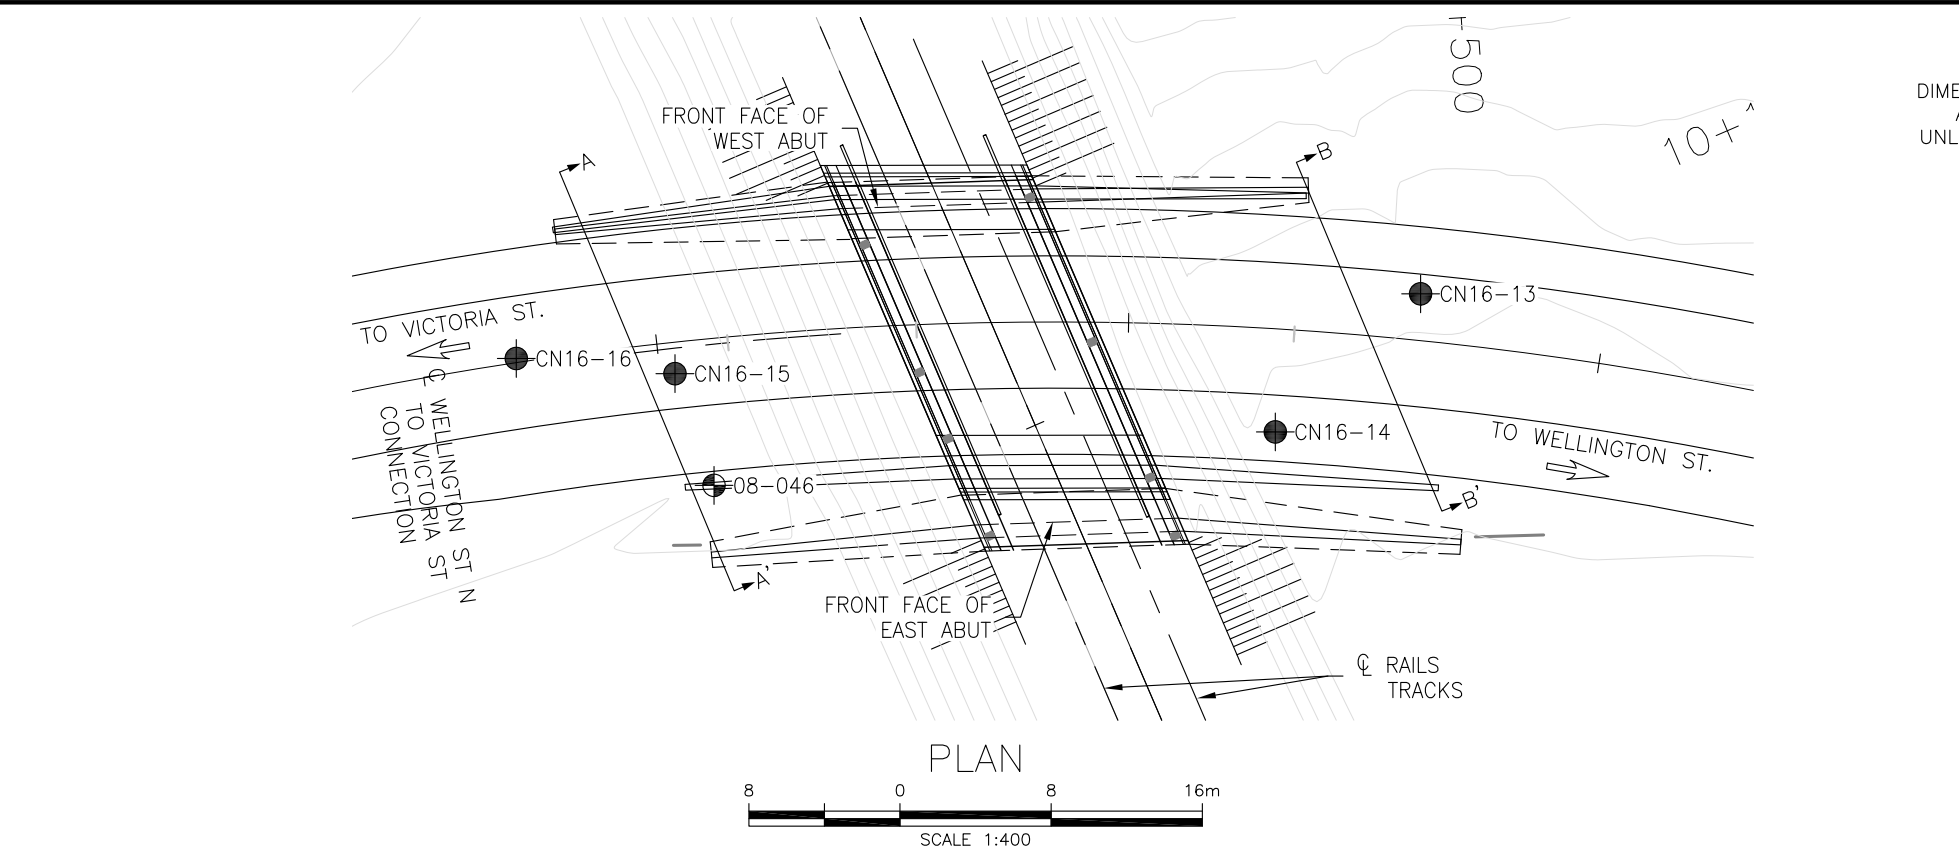 500
10+
DIME
UNL
FRONT FACE OF
WEST ABUT
A
B
CN16-13
TO VICTORIA ST.
CN16-16
CN16-15
℄ WELLINGTON ST N
TO VICTORIA ST
CONNECTION
CN16-14
TO WELLINGTON ST.
08-046
B'
A'
FRONT FACE OF
EAST ABUT
℄ RAILS
TRACKS
PLAN
8 0 8 16m
SCALE 1:400